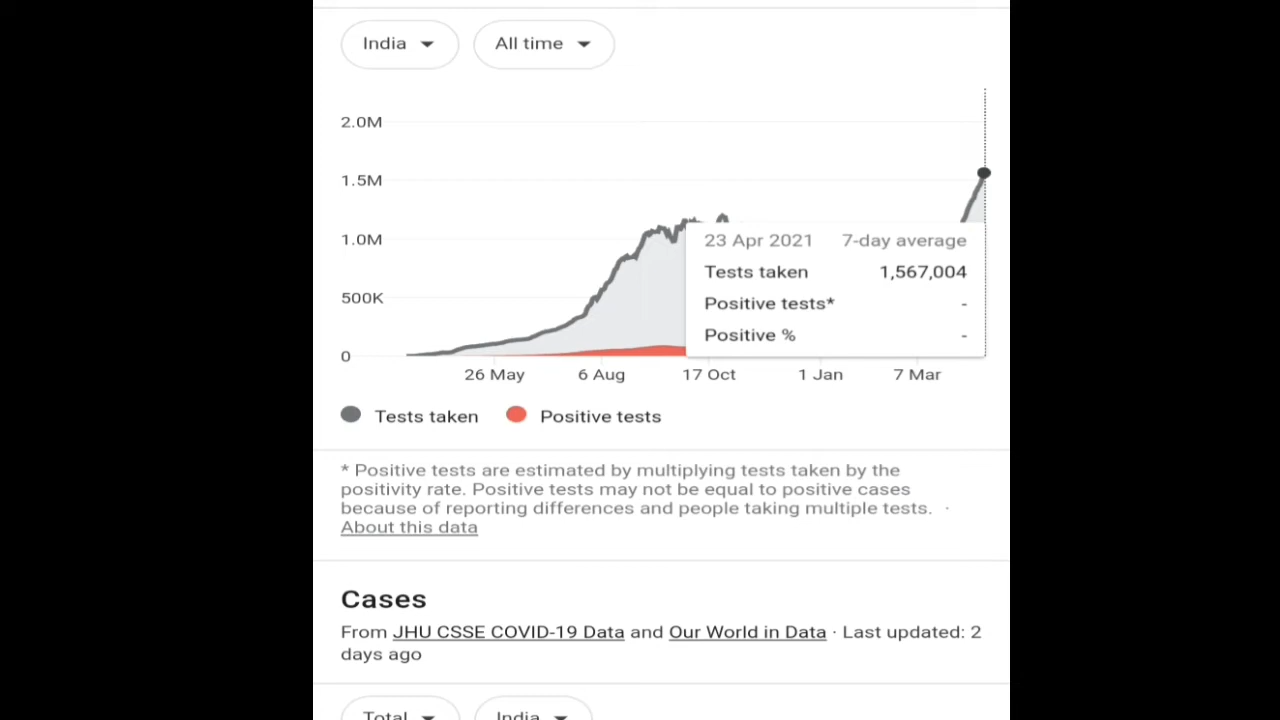 India All time
2.0M
1.5M
1.0M
500K
0
23 Apr 2021 7-day average
Tests taken 1,567,004
Positive tests* -
Positive % -
26 May 6 Aug 17 Oct 1 Jan 7 Mar
Tests taken Positive tests
* Positive tests are estimated by multiplying tests taken by the
positivity rate. Positive tests may not be equal to positive cases
because of reporting differences and people taking multiple tests. ·
About this data
Cases
From JHU CSSE COVID-19 Data and Our World in Data · Last updated: 2
days ago
Total India